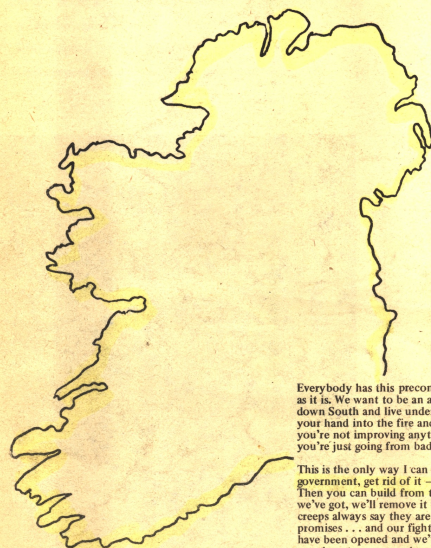 Everybody has this precon
as it is. We want to be an a
down South and live unde
your hand into the fire and
you're not improving anyt
you're just going from bad
This is the only way I can
government, get rid of it –
Then you can build from t
we've got, we'll remove it
creeps always say they are
promises . . . and our fight
have been opened and we'